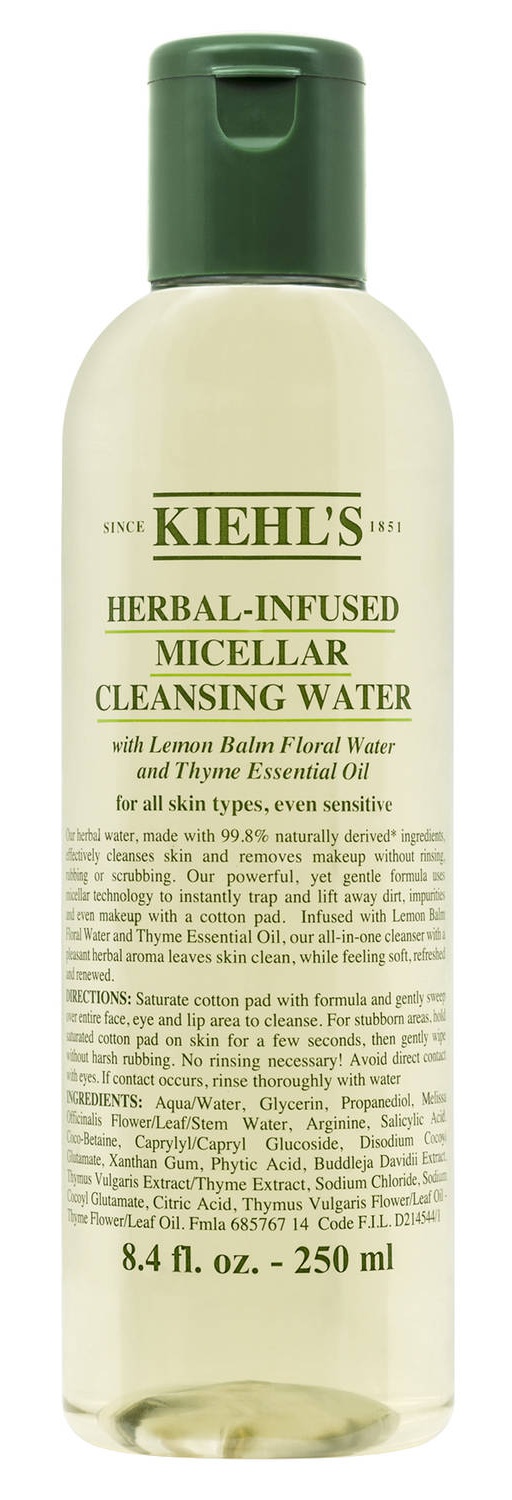 SINCE KIEHL'S 1851
HERBAL-INFUSED
MICELLAR
CLEANSING WATER
with Lemon Balm Floral Water
and Thyme Essential Oil
for all skin types, even sensitive
Our herbal water, made with 99.8% naturally derived* ingredients,
effectively cleanses skin and removes makeup without rinsing,
rubbing or scrubbing. Our powerful, yet gentle formula uses
micellar technology to instantly trap and lift away dirt, impurities
and even makeup with a cotton pad. Infused with Lemon Balm
Floral Water and Thyme Essential Oil, our all-in-one cleanser with a
pleasant herbal aroma leaves skin clean, while feeling soft, refreshed
and renewed.
DIRECTIONS: Saturate cotton pad with formula and gently sweep
over entire face, eye and lip area to cleanse. For stubborn areas, hold
saturated cotton pad on skin for a few seconds, then gently wipe
without harsh rubbing. No rinsing necessary! Avoid direct contact
with eyes. If contact occurs, rinse thoroughly with water
INGREDIENTS: Aqua/Water, Glycerin, Propanediol, Melissa
Officinalis Flower/Leaf/Stem Water, Arginine, Salicylic Acid,
Coco-Betaine, Caprylyl/Capryl Glucoside, Disodium Cocoyl
Glutamate, Xanthan Gum, Phytic Acid, Buddleja Davidii Extract,
Thymus Vulgaris Extract/Thyme Extract, Sodium Chloride, Sodium
Cocoyl Glutamate, Citric Acid, Thymus Vulgaris Flower/Leaf Oil -
Thyme Flower/Leaf Oil. Fmla 685767 14 Code F.I.L. D214544/1
8.4 fl. oz. - 250 ml